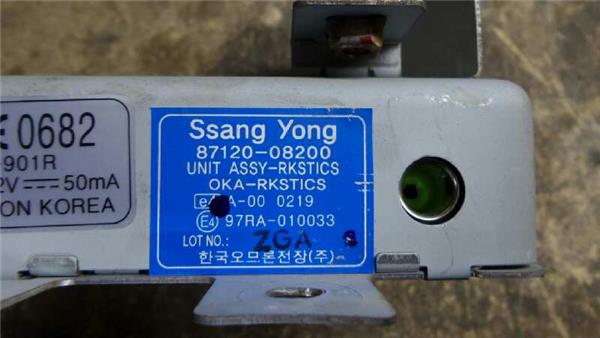 0682
-901R
2V 50mA
ON KOREA
Ssang Yong
87120-08200
UNIT ASSY-RKSTICS
OKA-RKSTICS
A-00 0219
E4 97RA-010033
LOT NO.: ZGA
한국오므론전장(주)